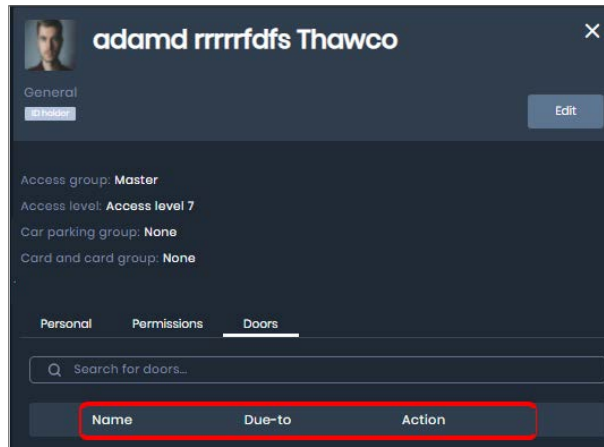 adamd rrrrrfdfs Thawco
General
ID holder
Edit
Access group: Master
Access level: Access level 7
Car parking group: None
Card and card group: None
Personal Permissions Doors
Search for doors...
Name Due-to Action